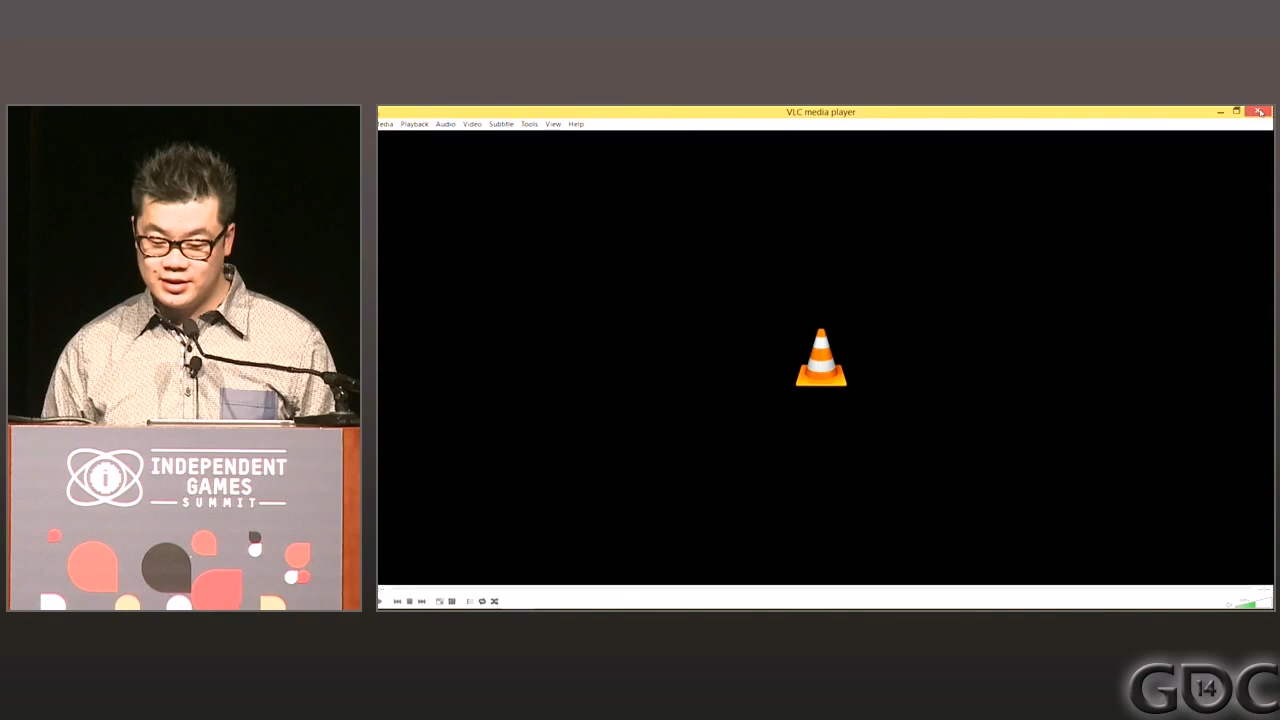 VLC media player
edia Playback Audio Video Subtitle Tools View Help
i INDEPENDENT
GAMES
SUMMIT
GDC 14